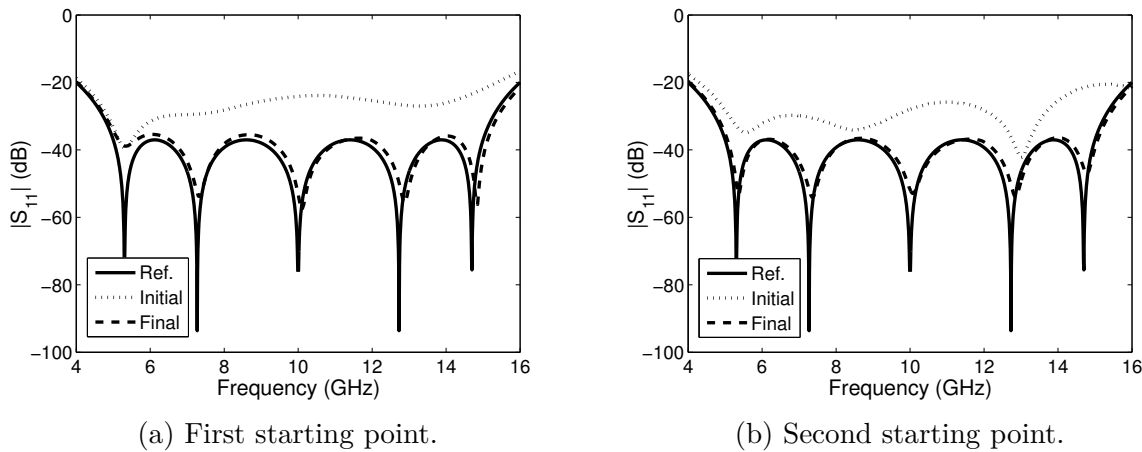 0
−20
−40
−60
−80
−100
|S11| (dB)
Ref.
Initial
Final
4 6 8 10 12 14 16
Frequency (GHz)
(a) First starting point.
0
−20
−40
−60
−80
−100
|S11| (dB)
Ref.
Initial
Final
4 6 8 10 12 14 16
Frequency (GHz)
(b) Second starting point.